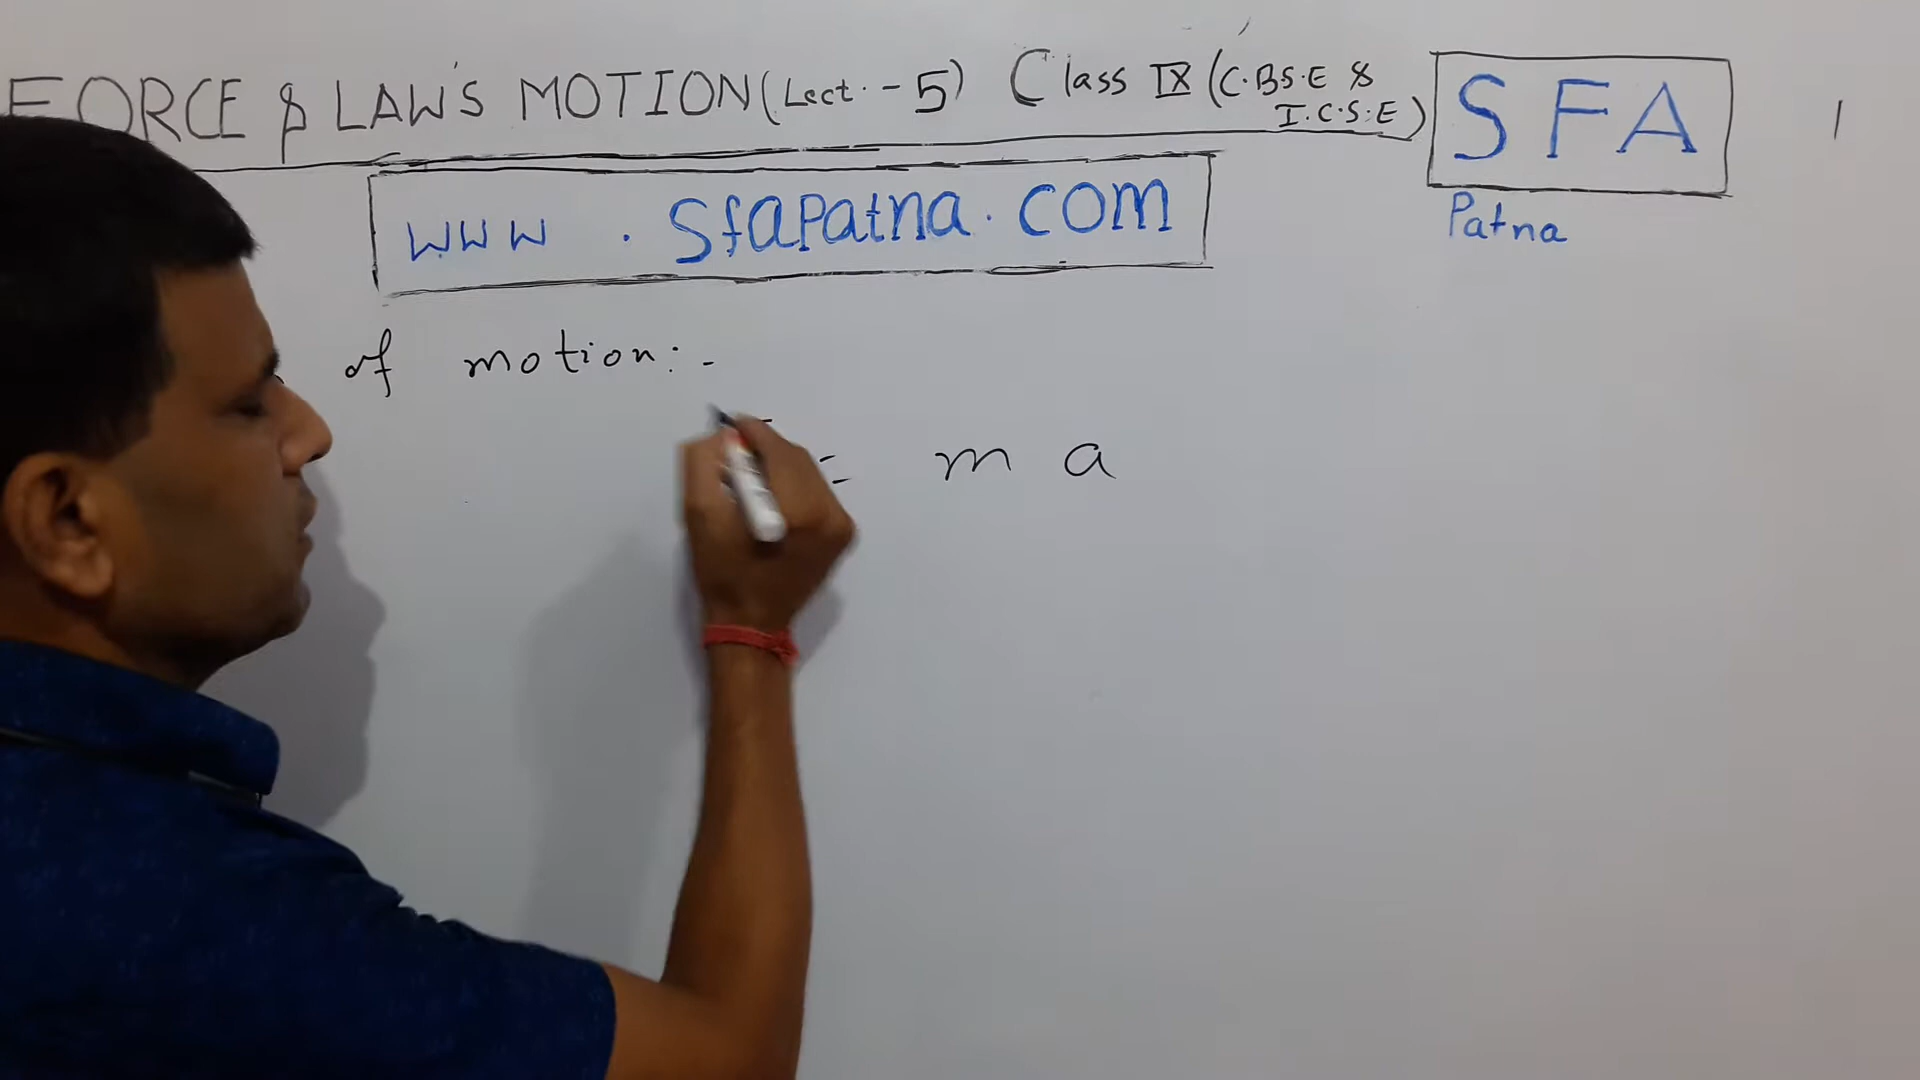 FORCE & LAW'S MOTION (Lect. - 5) Class IX (C.B.S.E &
I.C.S.E)
SFA
Patna
www.sfapatna.com
of motion:-
= m a